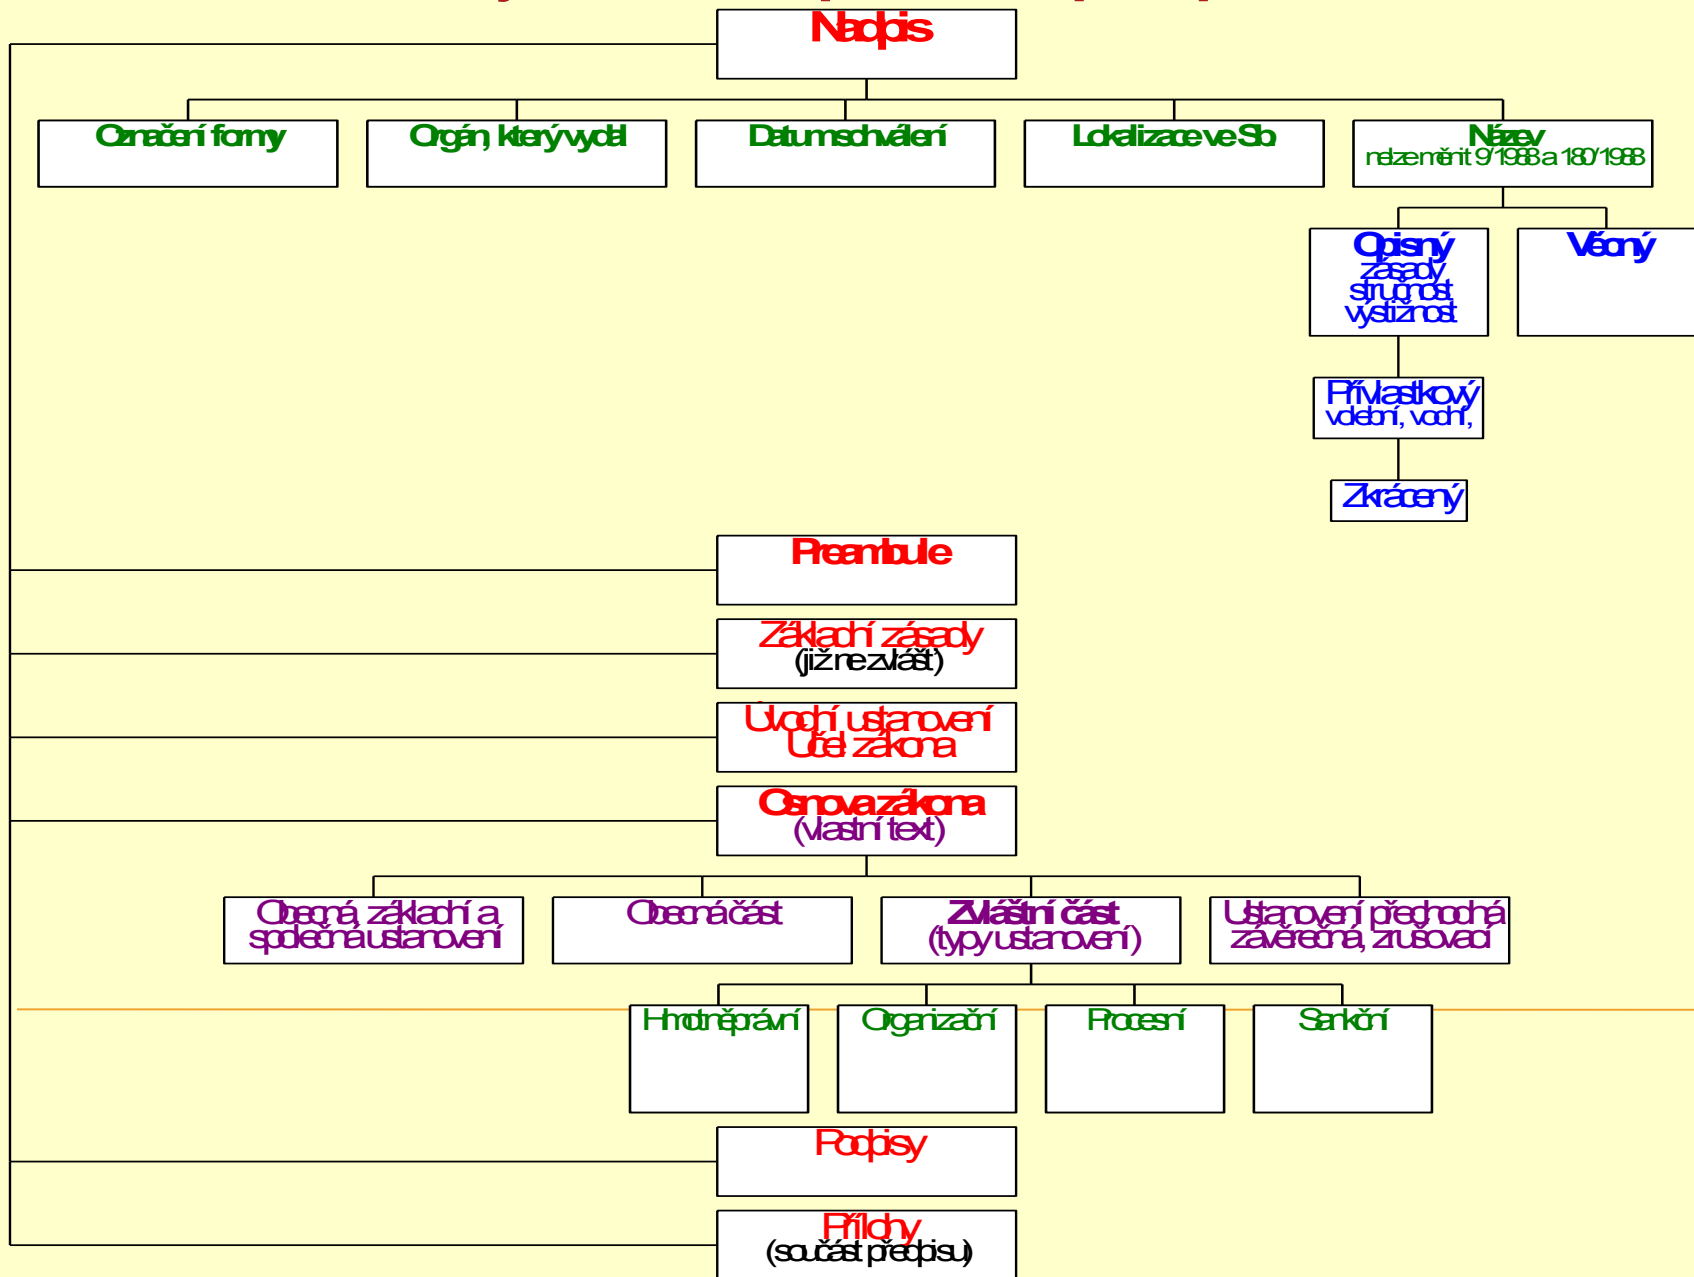 Nadpis
Označení formy
Orgán, který vydal
Datum schválení
Lokalizace ve Sb.
Název
nelze měnit 9/1988 a 180/1988
Opisný
zásady
stručnost,
výstižnost
Věcný
Přívlastkový
volební, vodní,
Zkrácený
Preambule
Základní zásady
(již ne zvlášť)
Úvodní ustanovení
Účel zákona
Osnova zákona
(vlastní text)
Obecná, základní a
společná ustanovení
Obecná část
Zvláštní část
(typy ustanovení)
Ustanovení přechodná
závěrečná, zrušovací
Hmotněprávní
Organizační
Procesní
Sankční
Podpisy
Přílohy
(součást předpisu)